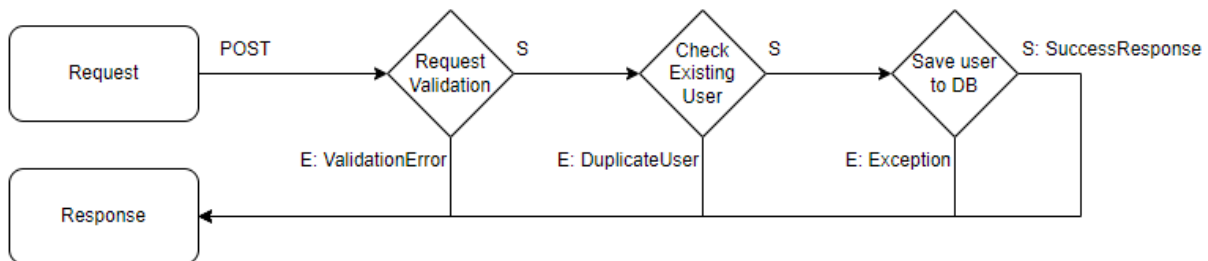 Request
POST
Request
Validation
S
Check
Existing
User
S
Save user
to DB
S: SuccessResponse
E: ValidationError
E: DuplicateUser
E: Exception
Response